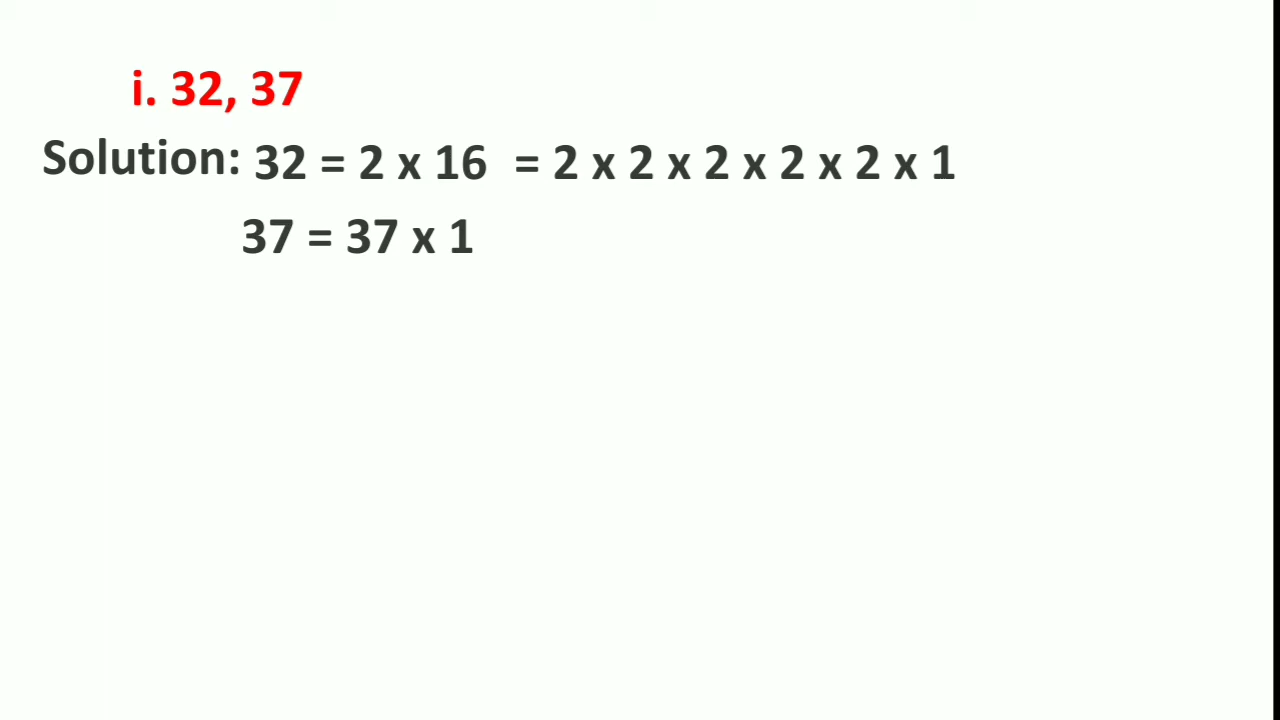 i. 32, 37
Solution: 32 = 2 x 16 = 2 x 2 x 2 x 2 x 2 x 1
37 = 37 x 1